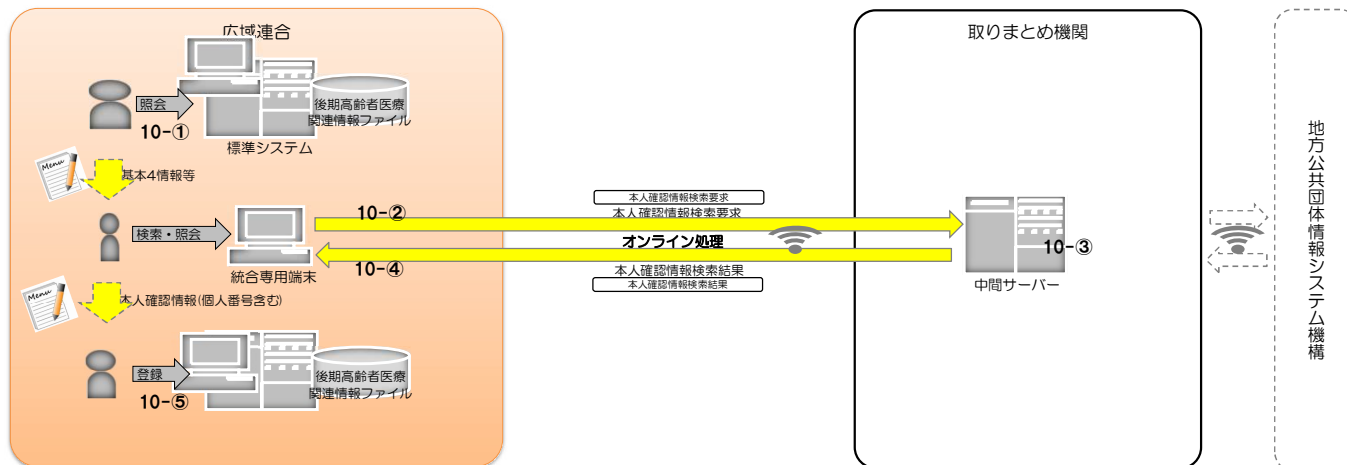 広域連合
照会
10-①
後期高齢者医療
関連情報ファイル
標準システム
Menu
基本4情報等
検索・照会
統合専用端末
Menu
本人確認情報(個人番号含む)
登録
10-⑤
後期高齢者医療
関連情報ファイル
本人確認情報検索要求
10-②
本人確認情報検索要求
オンライン処理
10-④
本人確認情報検索結果
本人確認情報検索結果
取りまとめ機関
10-③
中間サーバー
地方公共団体情報システム機構